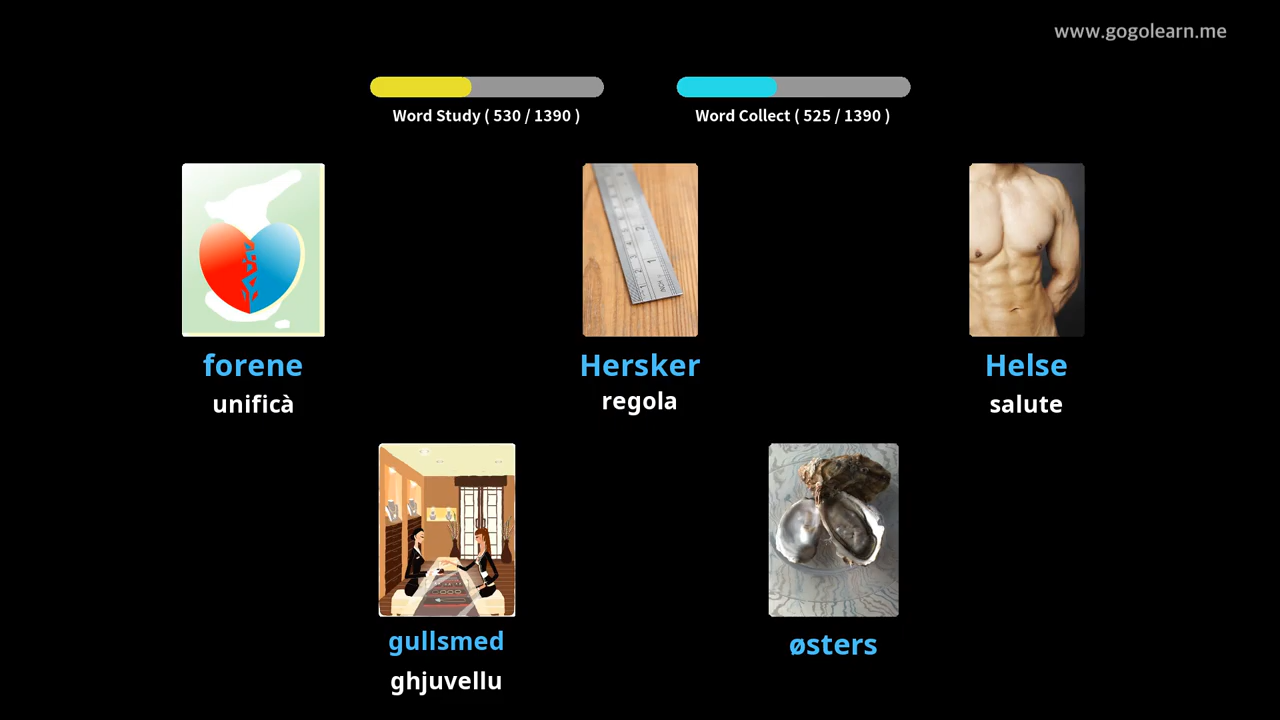 www.gogolearn.me
Word Study ( 530 / 1390 )
Word Collect ( 525 / 1390 )
forene
unificà
Hersker
regola
Helse
salute
gullsmed
ghjuvellu
østers